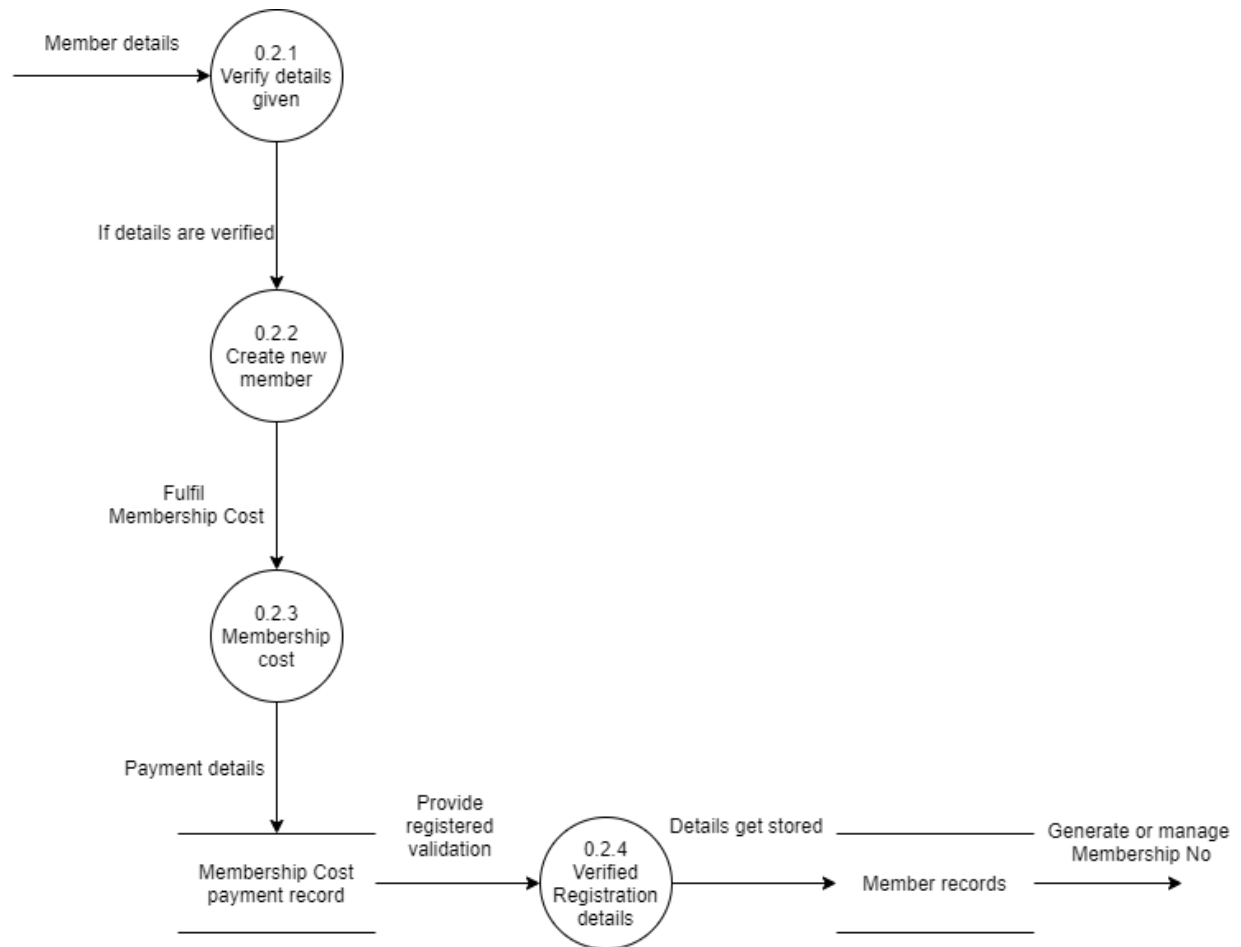 Member details
0.2.1
Verify details
given
If details are verified
0.2.2
Create new
member
Fulfil
Membership Cost
0.2.3
Membership
cost
Payment details
Membership Cost
payment record
Provide
registered
validation
0.2.4
Verified
Registration
details
Details get stored
Member records
Generate or manage
Membership No